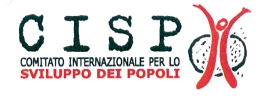 CISP
COMITATO INTERNAZIONALE PER LO
SVILUPPO DEI POPOLI